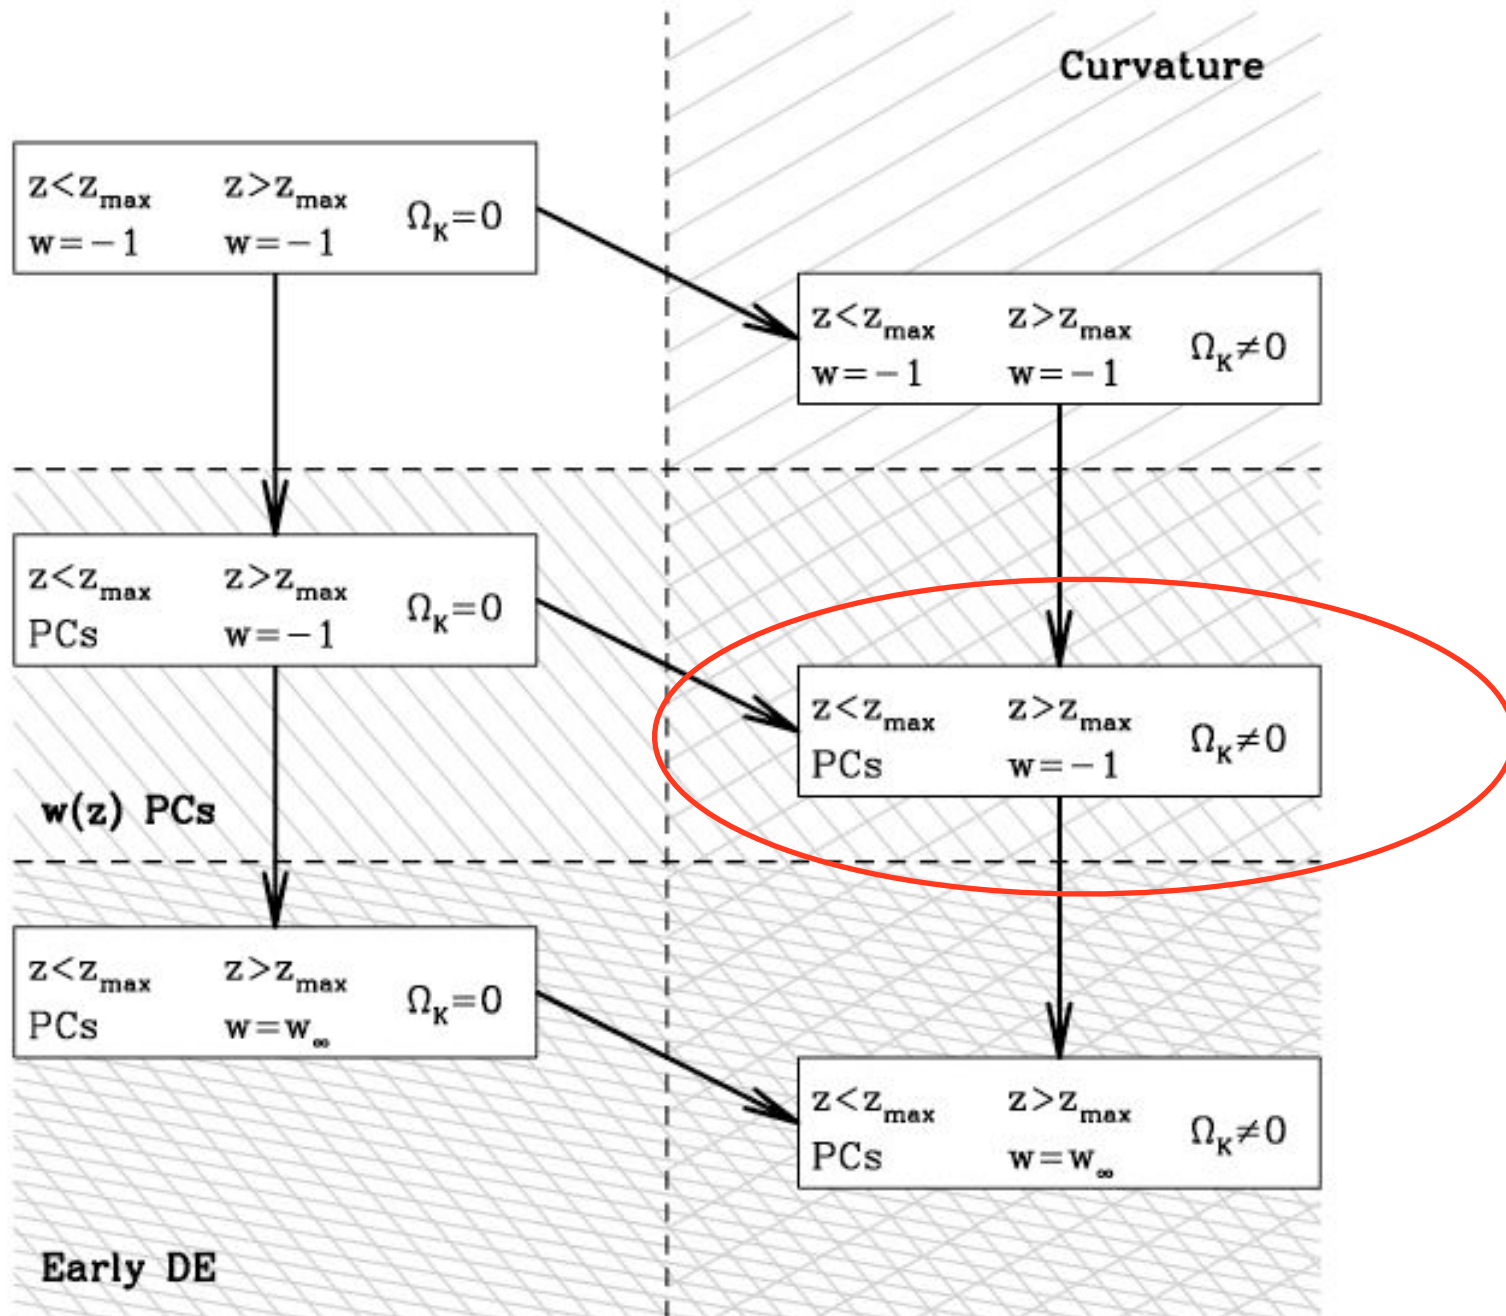 Curvature
z<z_max z>z_max Ω_K=0
w=−1 w=−1
z<z_max z>z_max Ω_K≠0
w=−1 w=−1
z<z_max z>z_max Ω_K=0
PCs w=−1
z<z_max z>z_max Ω_K≠0
PCs w=−1
w(z) PCs
z<z_max z>z_max Ω_K=0
PCs w=w_∞
z<z_max z>z_max Ω_K≠0
PCs w=w_∞
Early DE